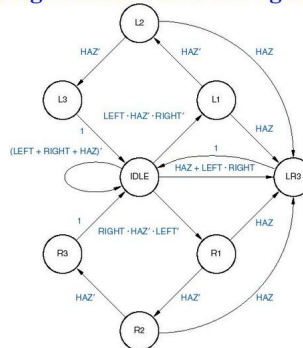 L2
HAZ′
HAZ′
HAZ
L3
L1
1
LEFT · HAZ′ · RIGHT′
HAZ
(LEFT + RIGHT + HAZ)′
1
IDLE
HAZ + LEFT · RIGHT
LR3
1
RIGHT · HAZ′ · LEFT′
HAZ
R3
R1
HAZ′
HAZ′
HAZ
R2